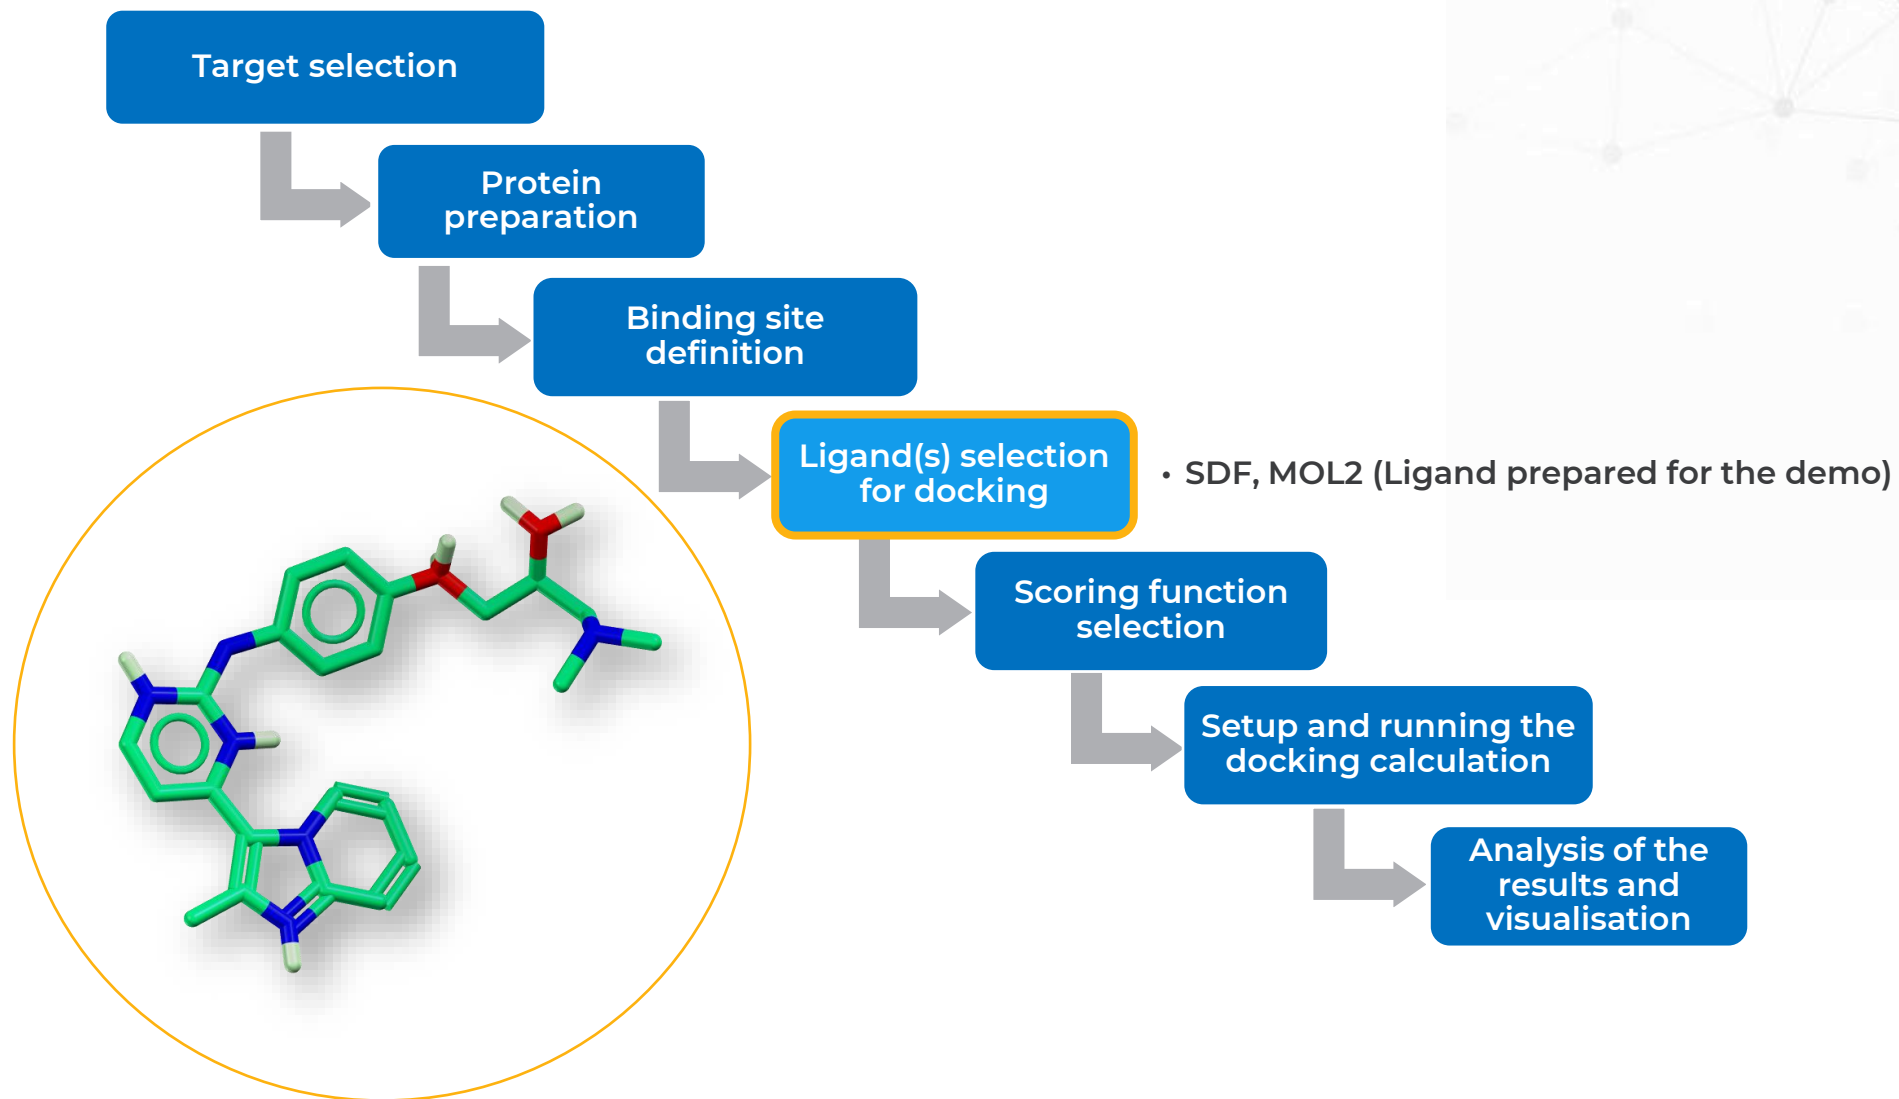 Target selection
Protein
preparation
Binding site
definition
Ligand(s) selection
for docking
• SDF, MOL2 (Ligand prepared for the demo)
Scoring function
selection
Setup and running the
docking calculation
Analysis of the
results and
visualisation